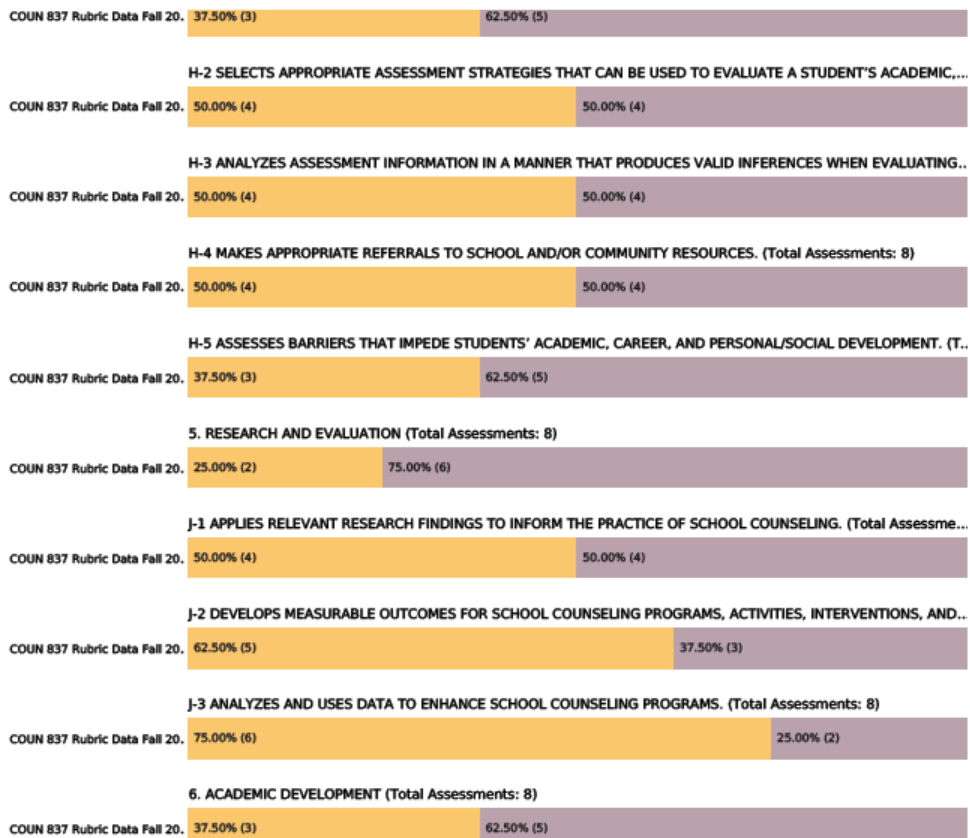 COUN 837 Rubric Data Fall 20. 37.50% (3) 62.50% (5)
H-2 SELECTS APPROPRIATE ASSESSMENT STRATEGIES THAT CAN BE USED TO EVALUATE A STUDENT'S ACADEMIC,...
COUN 837 Rubric Data Fall 20. 50.00% (4) 50.00% (4)
H-3 ANALYZES ASSESSMENT INFORMATION IN A MANNER THAT PRODUCES VALID INFERENCES WHEN EVALUATING..
COUN 837 Rubric Data Fall 20. 50.00% (4) 50.00% (4)
H-4 MAKES APPROPRIATE REFERRALS TO SCHOOL AND/OR COMMUNITY RESOURCES. (Total Assessments: 8)
COUN 837 Rubric Data Fall 20. 50.00% (4) 50.00% (4)
H-5 ASSESSES BARRIERS THAT IMPEDE STUDENTS' ACADEMIC, CAREER, AND PERSONAL/SOCIAL DEVELOPMENT. (T..
COUN 837 Rubric Data Fall 20. 37.50% (3) 62.50% (5)
5. RESEARCH AND EVALUATION (Total Assessments: 8)
COUN 837 Rubric Data Fall 20. 25.00% (2) 75.00% (6)
J-1 APPLIES RELEVANT RESEARCH FINDINGS TO INFORM THE PRACTICE OF SCHOOL COUNSELING. (Total Assessme...
COUN 837 Rubric Data Fall 20. 50.00% (4) 50.00% (4)
J-2 DEVELOPS MEASURABLE OUTCOMES FOR SCHOOL COUNSELING PROGRAMS, ACTIVITIES, INTERVENTIONS, AND..
COUN 837 Rubric Data Fall 20. 62.50% (5) 37.50% (3)
J-3 ANALYZES AND USES DATA TO ENHANCE SCHOOL COUNSELING PROGRAMS. (Total Assessments: 8)
COUN 837 Rubric Data Fall 20. 75.00% (6) 25.00% (2)
6. ACADEMIC DEVELOPMENT (Total Assessments: 8)
COUN 837 Rubric Data Fall 20. 37.50% (3) 62.50% (5)